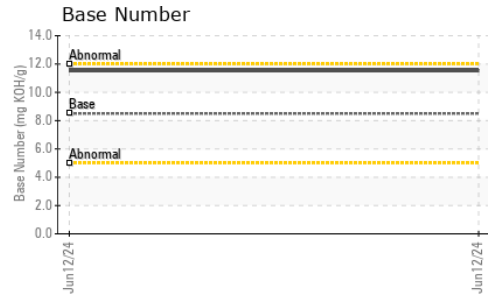 Base Number
Base Number (mg KOH/g)
14.0
12.0
10.0
8.0
6.0
4.0
2.0
0.0
Abnormal
Base
Abnormal
Jun12/24
Jun12/24